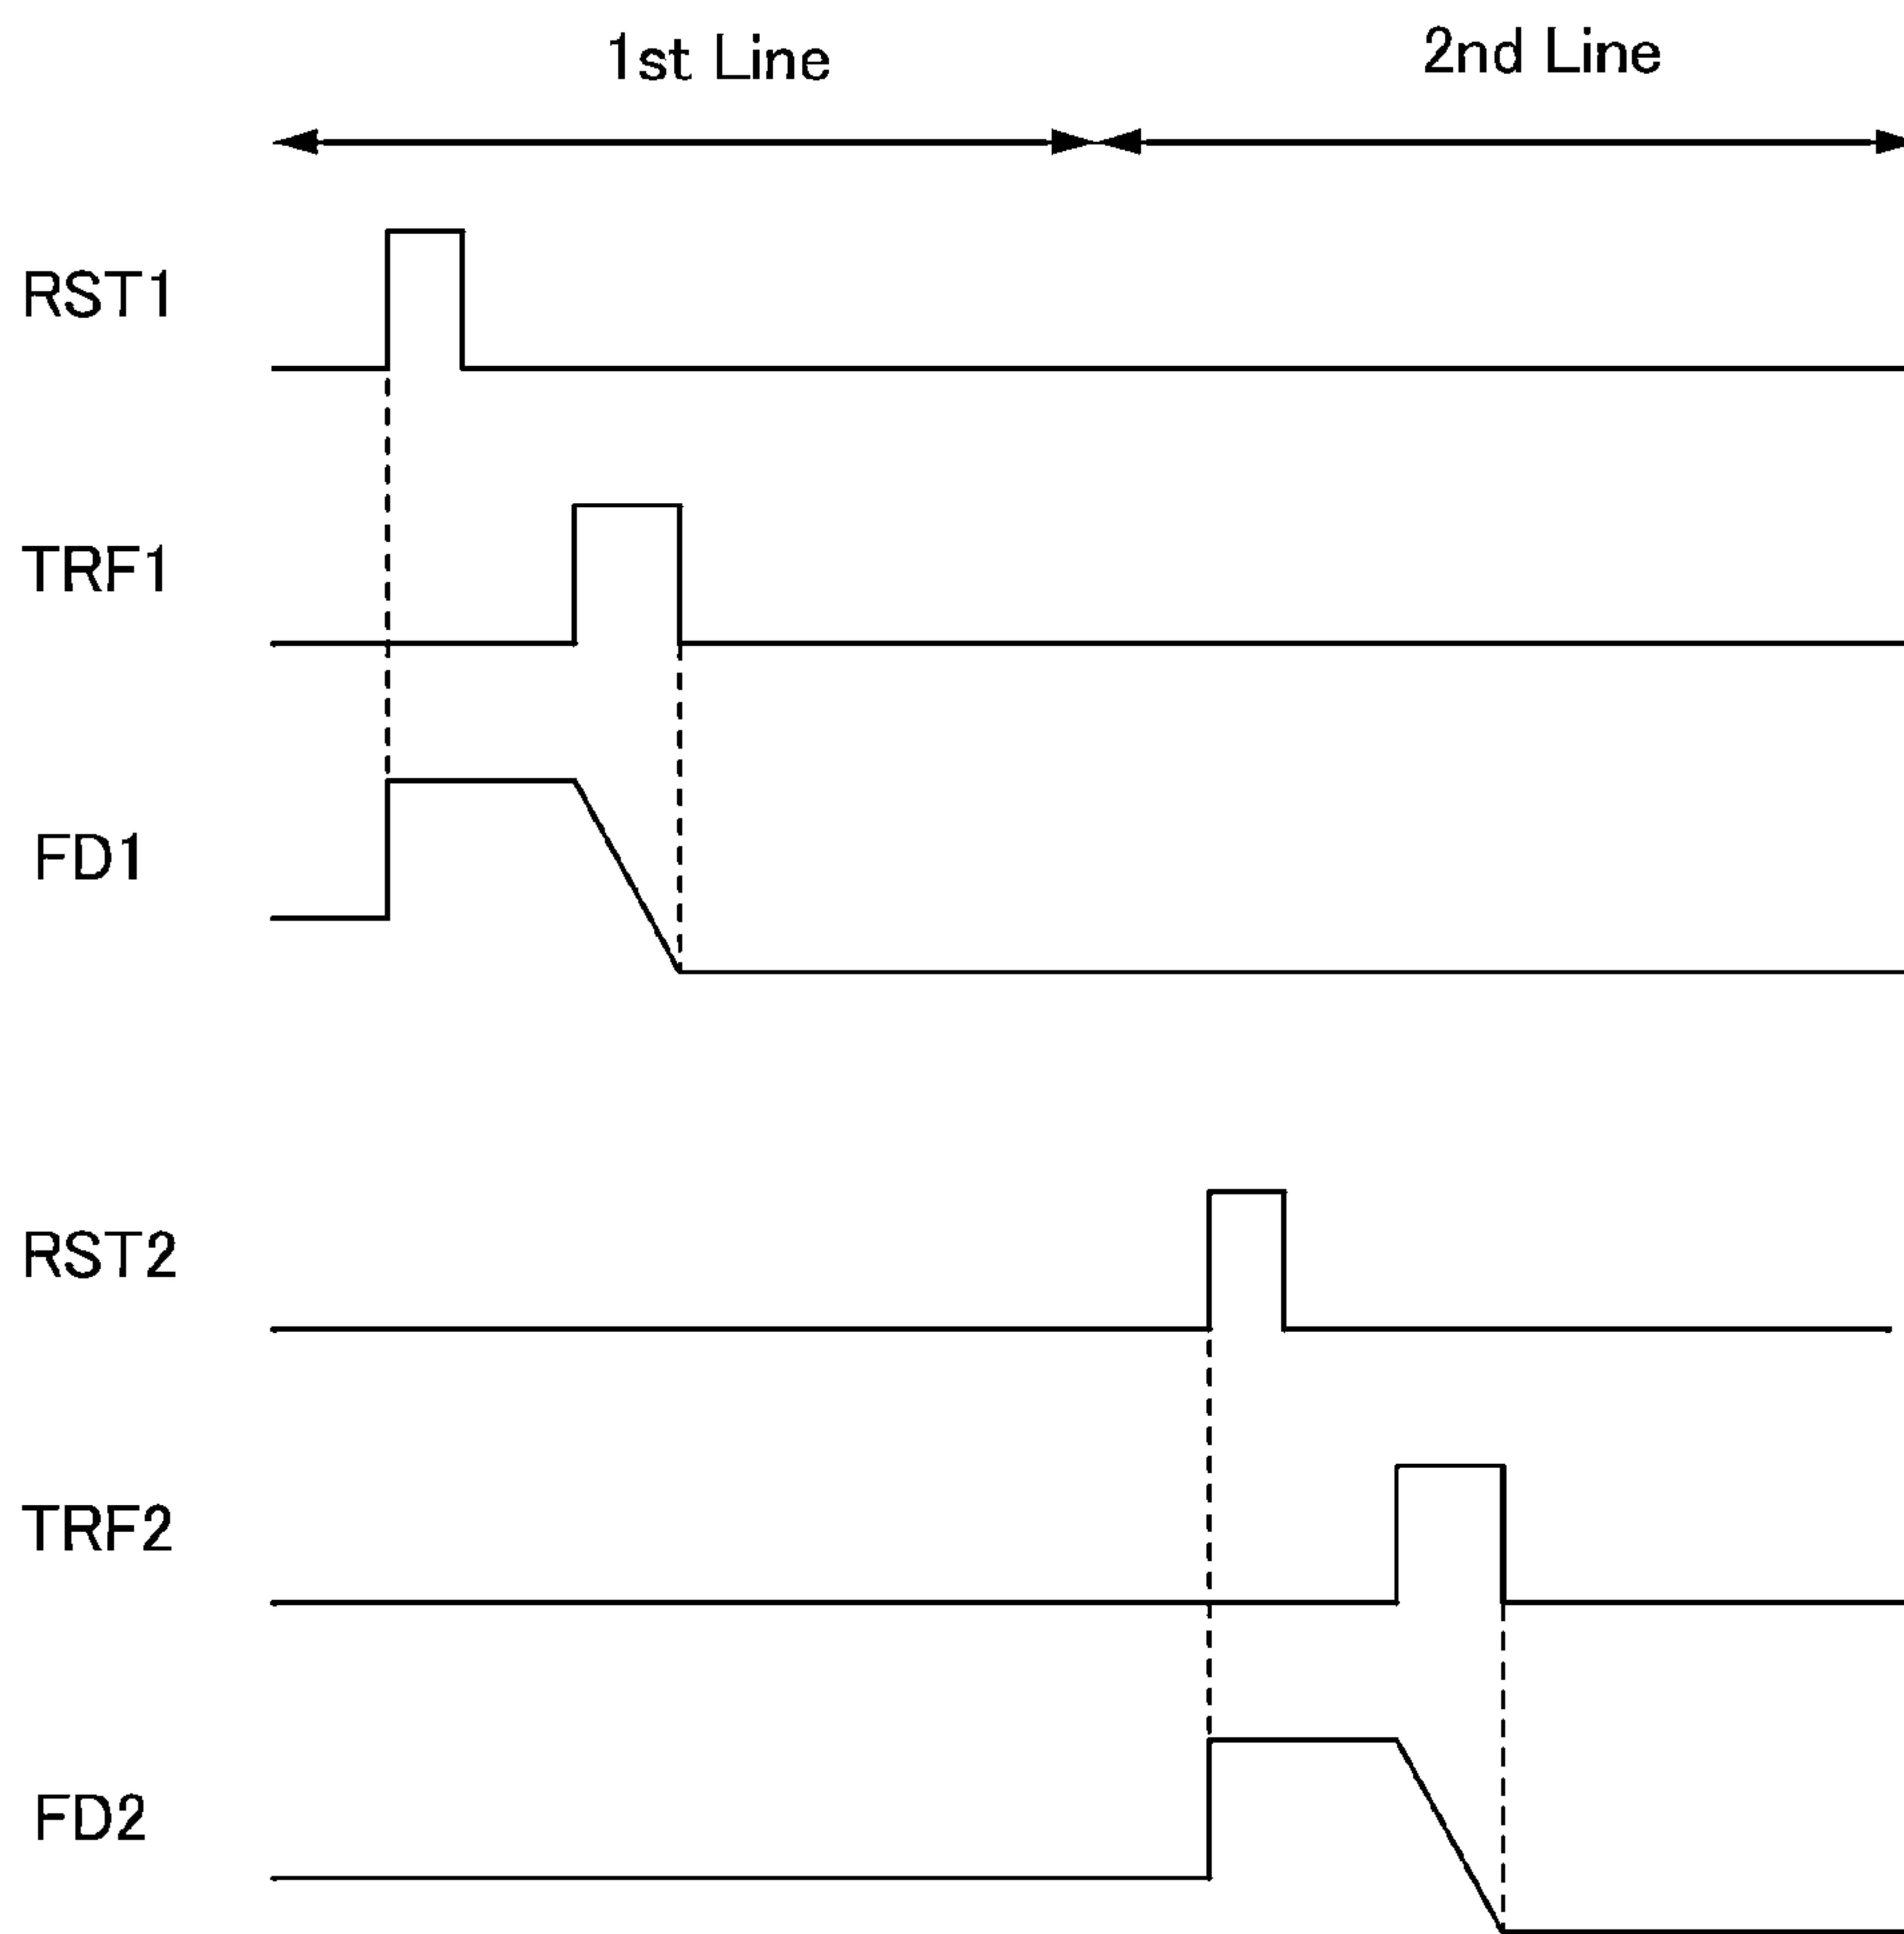 1st Line
2nd Line
RST1
TRF1
FD1
RST2
TRF2
FD2